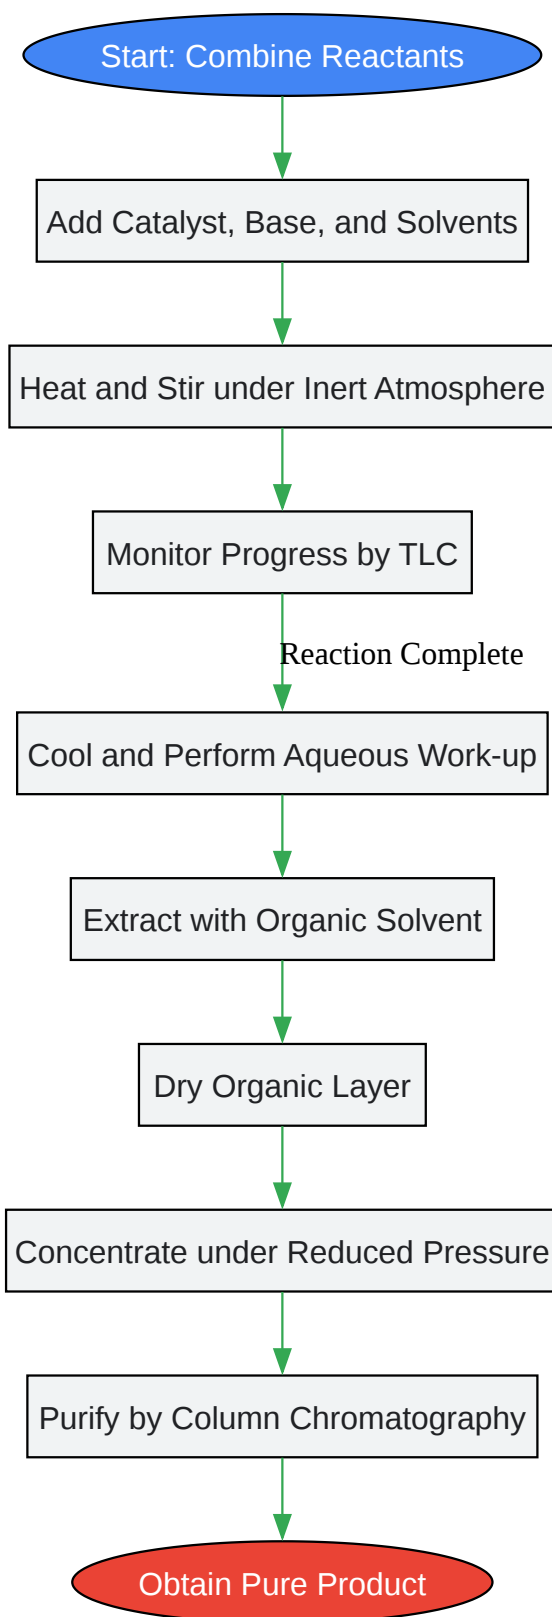 Start: Combine Reactants
Add Catalyst, Base, and Solvents
Heat and Stir under Inert Atmosphere
Monitor Progress by TLC
Reaction Complete
Cool and Perform Aqueous Work-up
Extract with Organic Solvent
Dry Organic Layer
Concentrate under Reduced Pressure
Purify by Column Chromatography
Obtain Pure Product